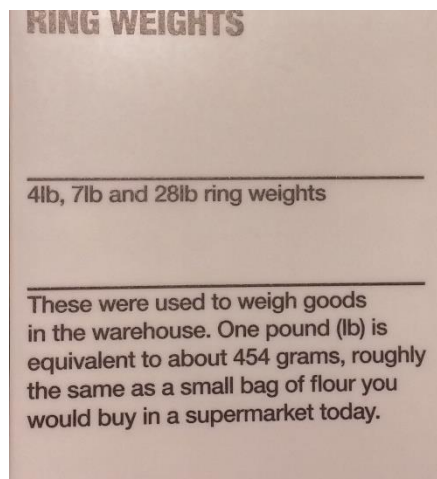 RING WEIGHTS
4lb, 7lb and 28lb ring weights
These were used to weigh goods
in the warehouse. One pound (lb) is
equivalent to about 454 grams, roughly
the same as a small bag of flour you
would buy in a supermarket today.